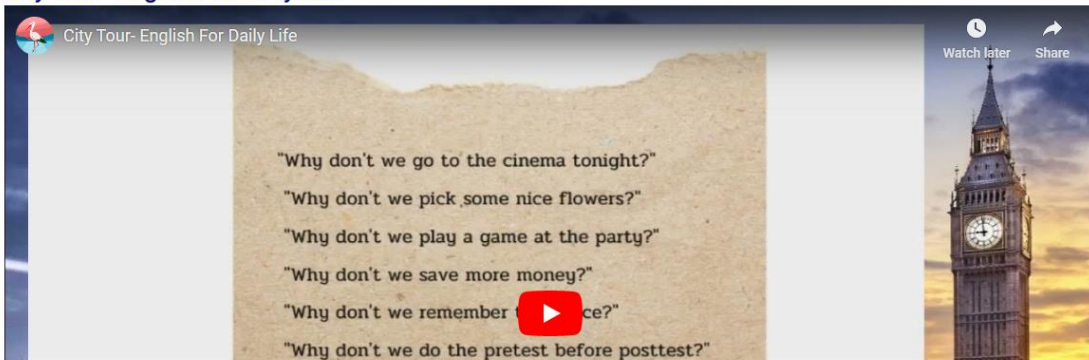 City Tour- English For Daily Life
Watch later
Share
"Why don't we go to the cinema tonight?"
"Why don't we pick some nice flowers?"
"Why don't we play a game at the party?"
"Why don't we save more money?"
"Why don't we remember ce?"
"Why don't we do the pretest before posttest?"